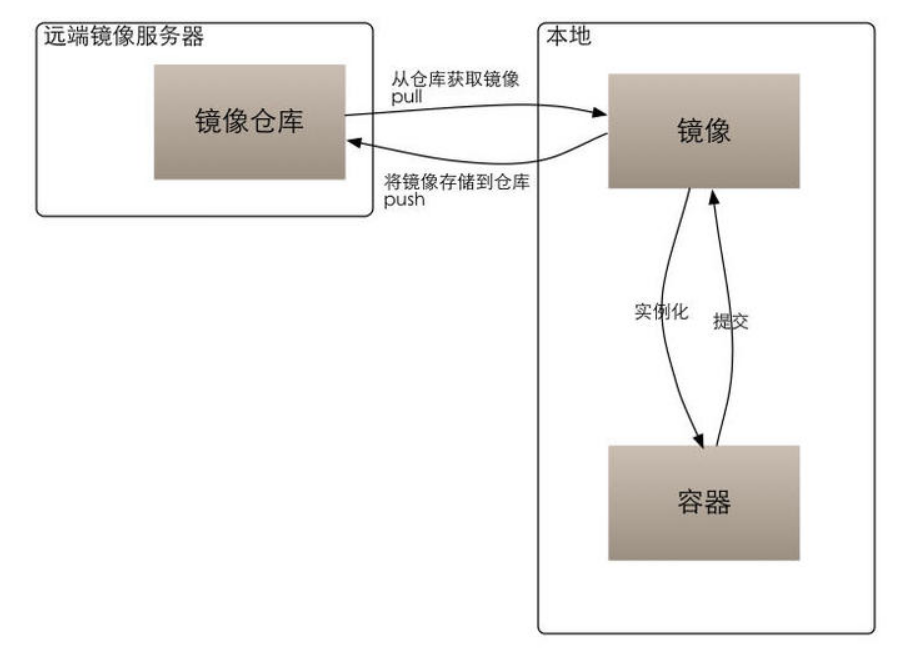 远端镜像服务器
镜像仓库
从仓库获取镜像
pull
将镜像存储到仓库
push
本地
镜像
实例化
提交
容器